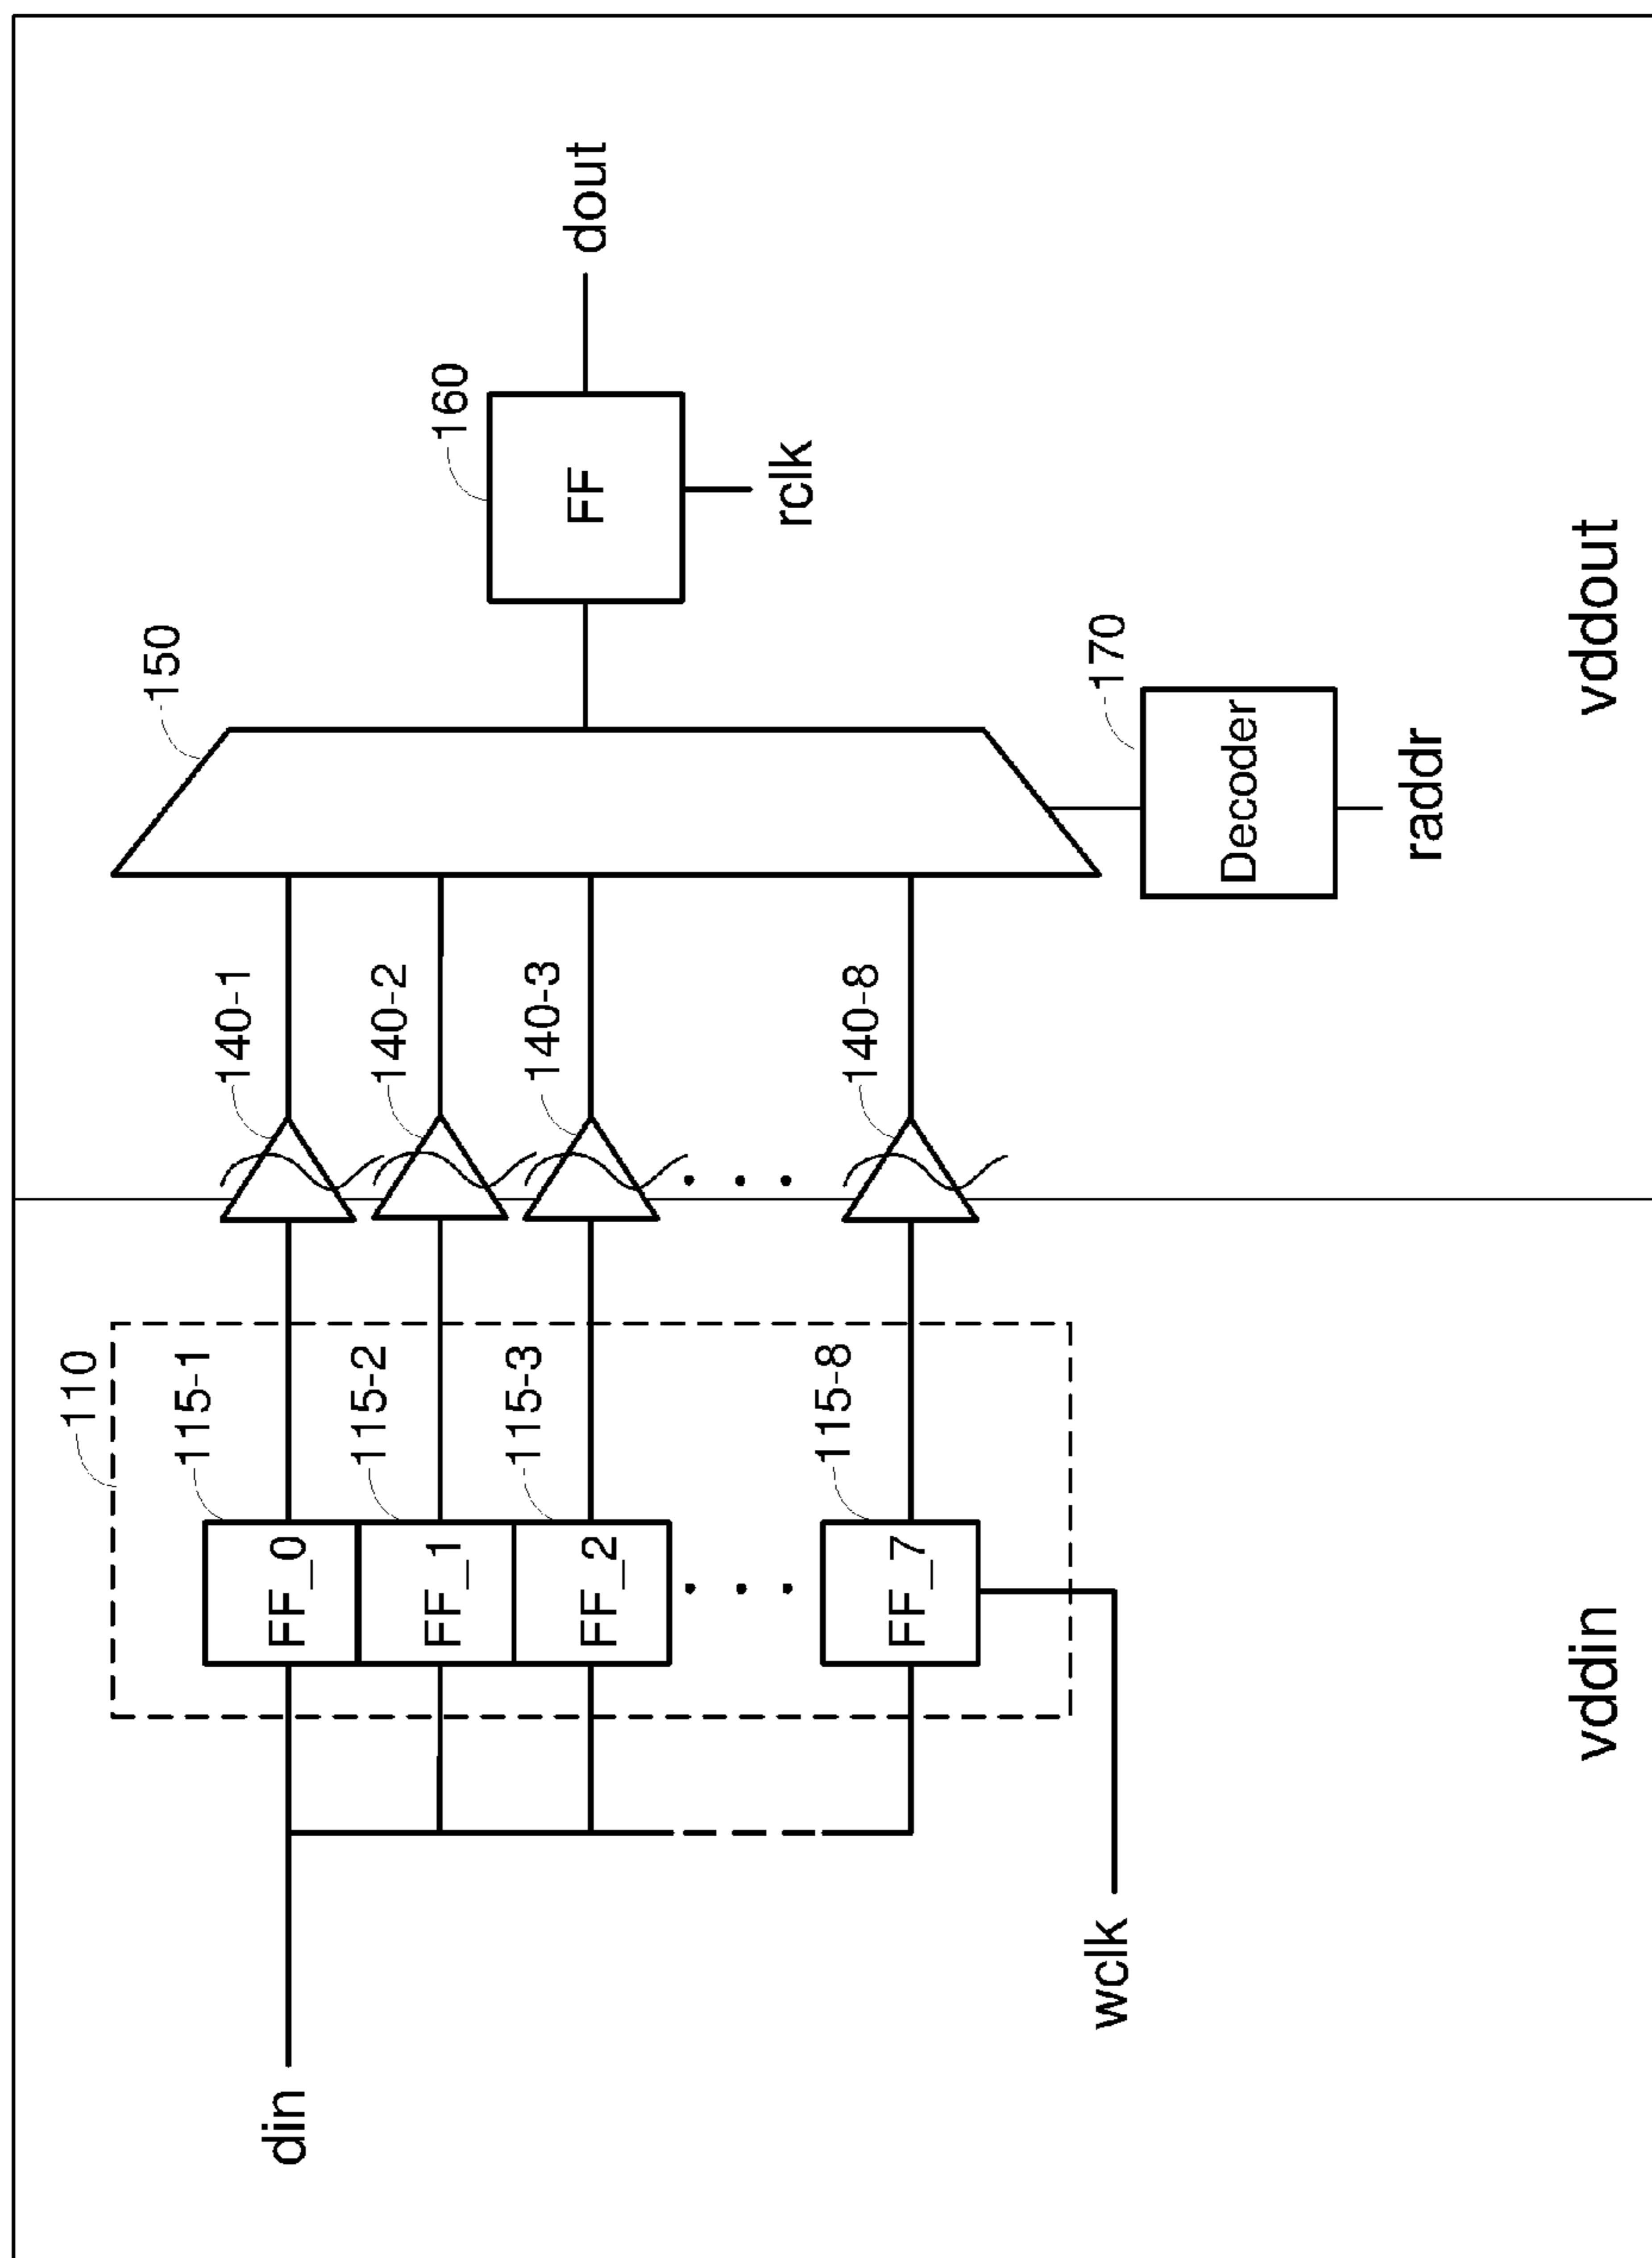 110
115-1
140-1
150
FF_0
din
115-2
140-2
FF_1
115-3
140-3
160
FF_2
FF
dout
. . .
. . .
rclk
115-8
140-8
FF_7
wclk
170
Decoder
raddr
vddin
vddout